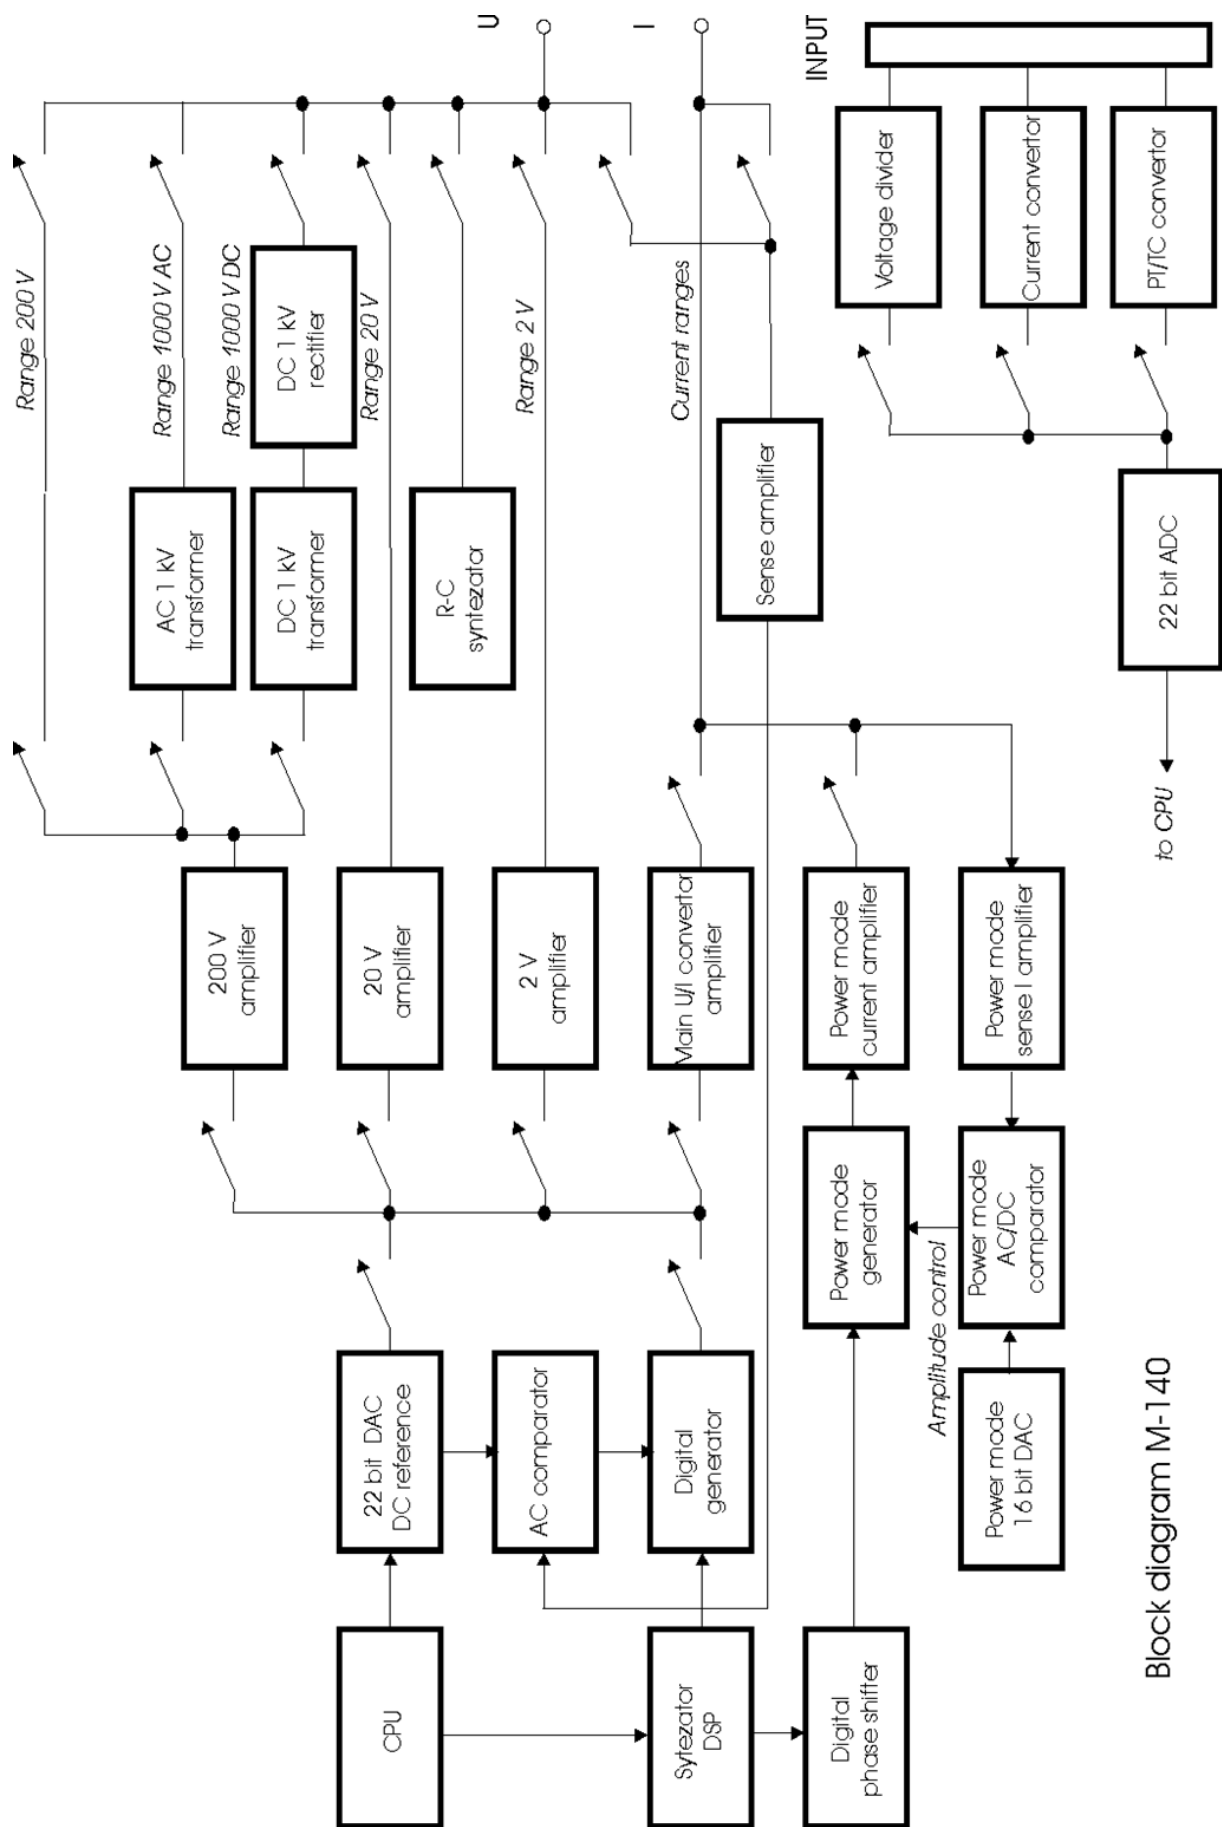 U
I
INPUT
Range 200 V
Range 1000 V AC
Range 1000 V DC
DC 1 kV
rectifier
Range 20 V
Range 2 V
Current ranges
Voltage divider
Current convertor
PT/TC convertor
AC 1 kV
transformer
DC 1 kV
transformer
R-C
syntezator
Sense amplifier
22 bit ADC
to CPU
200 V
amplifier
20 V
amplifier
2 V
amplifier
Main U/I convertor
amplifier
Power mode
current amplifier
Power mode
sense I amplifier
Power mode
generator
Power mode
AC/DC
comparator
Amplitude control
22 bit DAC
DC reference
AC comparator
Digital
generator
Power mode
16 bit DAC
CPU
Sytezator
DSP
Digital
phase shifter
Block diagram M-140